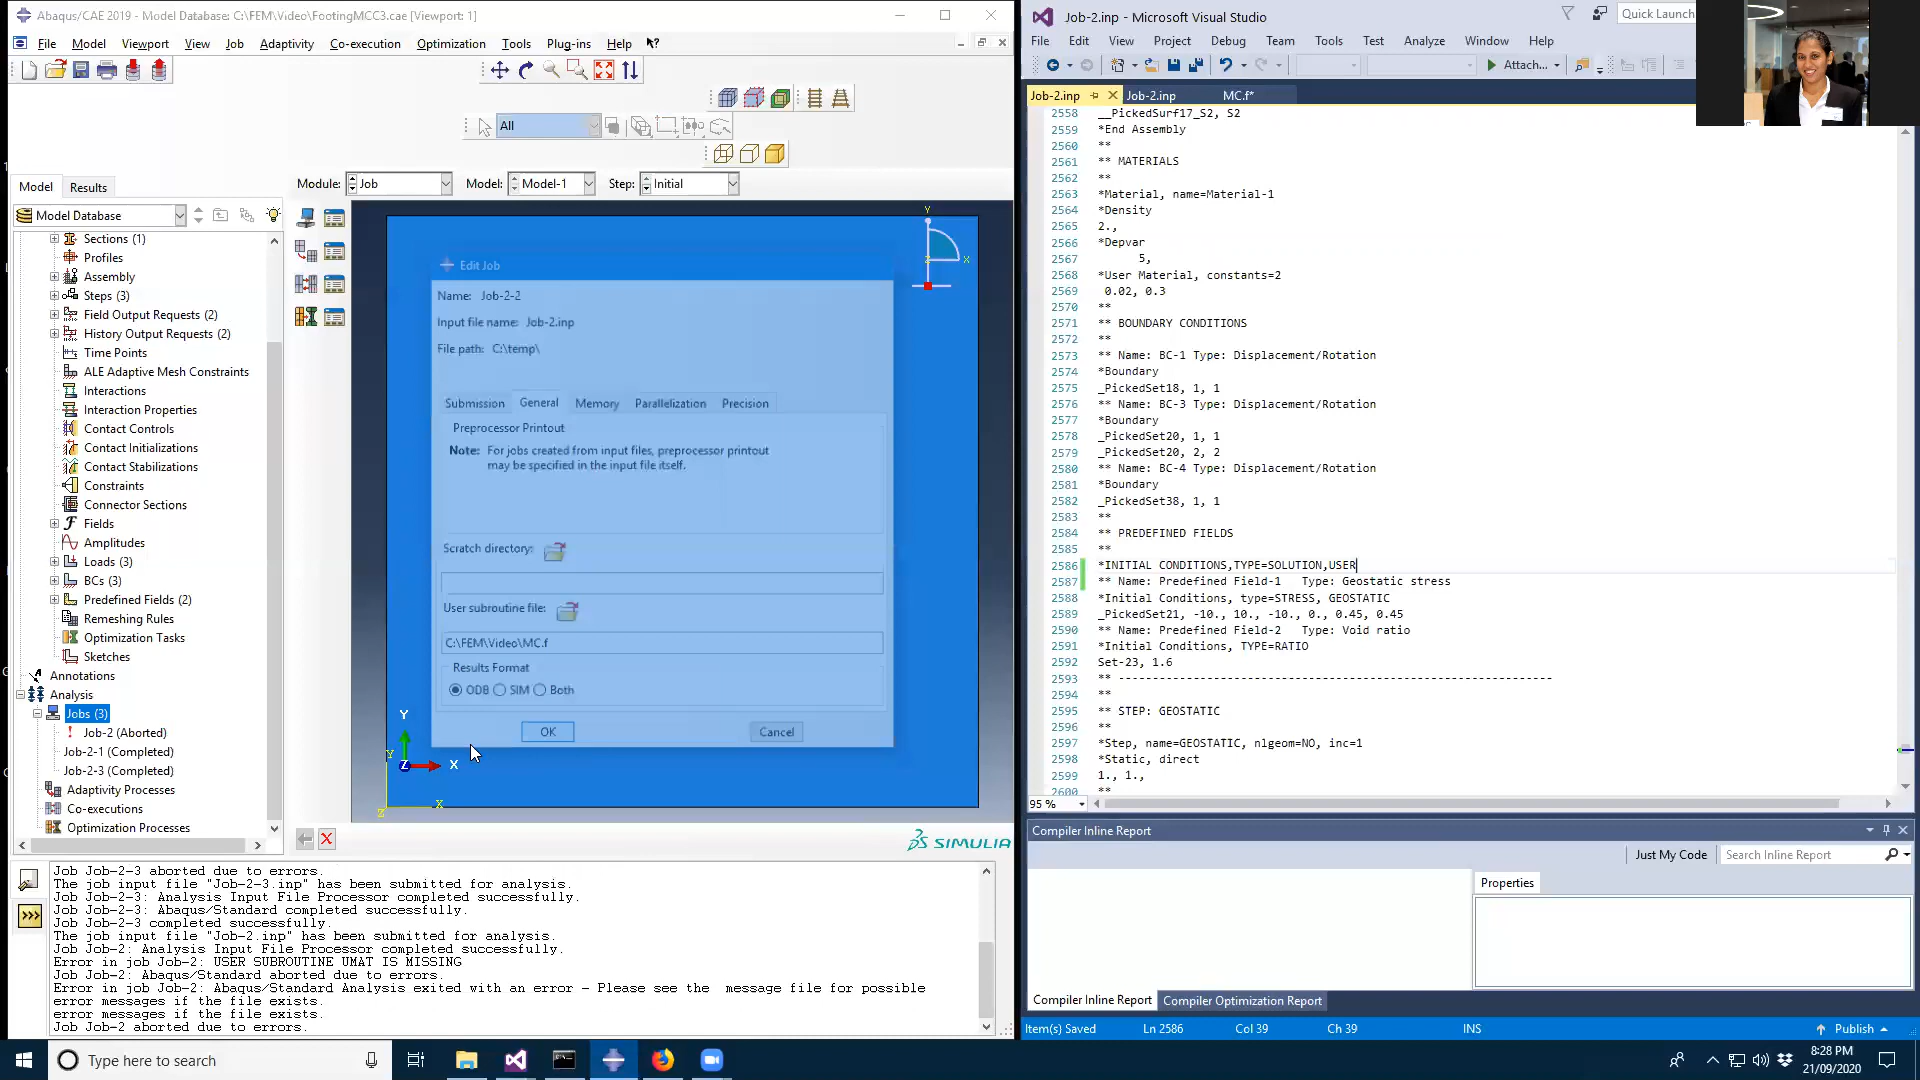 Abaqus/CAE 2019 - Model Database: C:\FEM\Video\FootingMCC3.cae [Viewport: 1]
File Model Viewport View Job Adaptivity Co-execution Optimization Tools Plug-ins Help
All
Module: Job Model: Model-1 Step: Initial
Model Results
Model Database
Sections (1)
Profiles
Assembly
Steps (3)
Field Output Requests (2)
History Output Requests (2)
Time Points
ALE Adaptive Mesh Constraints
Interactions
Interaction Properties
Contact Controls
Contact Initializations
Contact Stabilizations
Constraints
Connector Sections
Fields
Amplitudes
Loads (3)
BCs (3)
Predefined Fields (2)
Remeshing Rules
Optimization Tasks
Sketches
Annotations
Analysis
Jobs (3)
Job-2 (Aborted)
Job-2-1 (Completed)
Job-2-3 (Completed)
Adaptivity Processes
Co-executions
Optimization Processes
Edit Job
Name: Job-2-2
Input file name: Job-2.inp
File path: C:\temp\
Submission General Memory Parallelization Precision
Preprocessor Printout
Note: For jobs created from input files, preprocessor printout
may be specified in the input file itself.
Scratch directory:
User subroutine file:
C:\FEM\Video\MC.f
Results Format
ODB SIM Both
OK Cancel
Y
X
Z
Y
X
Z
Y
X
Z
SIMULIA
Job Job-2-3 aborted due to errors.
The job input file "Job-2-3.inp" has been submitted for analysis.
Job Job-2-3: Analysis Input File Processor completed successfully.
Job Job-2-3: Abaqus/Standard completed successfully.
Job Job-2-3 completed successfully.
The job input file "Job-2.inp" has been submitted for analysis.
Job Job-2: Analysis Input File Processor completed successfully.
Error in job Job-2: USER SUBROUTINE UMAT IS MISSING
Job Job-2: Abaqus/Standard aborted due to errors.
Error in job Job-2: Abaqus/Standard Analysis exited with an error - Please see the message file for possible
error messages if the file exists.
Job Job-2 aborted due to errors.
Job-2.inp - Microsoft Visual Studio
Quick Launch
File Edit View Project Debug Team Tools Test Analyze Window Help
Attach...
Job-2.inp Job-2.inp MC.f*
2558 __PickedSurf17_S2, S2
2559 *End Assembly
2560 **
2561 ** MATERIALS
2562 **
2563 *Material, name=Material-1
2564 *Density
2565 2.,
2566 *Depvar
2567 5,
2568 *User Material, constants=2
2569 0.02, 0.3
2570 **
2571 ** BOUNDARY CONDITIONS
2572 **
2573 ** Name: BC-1 Type: Displacement/Rotation
2574 *Boundary
2575 _PickedSet18, 1, 1
2576 ** Name: BC-3 Type: Displacement/Rotation
2577 *Boundary
2578 _PickedSet20, 1, 1
2579 _PickedSet20, 2, 2
2580 ** Name: BC-4 Type: Displacement/Rotation
2581 *Boundary
2582 _PickedSet38, 1, 1
2583 **
2584 ** PREDEFINED FIELDS
2585 **
2586 *INITIAL CONDITIONS,TYPE=SOLUTION,USER
2587 ** Name: Predefined Field-1 Type: Geostatic stress
2588 *Initial Conditions, type=STRESS, GEOSTATIC
2589 _PickedSet21, -10., 10., -10., 0., 0.45, 0.45
2590 ** Name: Predefined Field-2 Type: Void ratio
2591 *Initial Conditions, TYPE=RATIO
2592 Set-23, 1.6
2593 ** ----------------------------------------------------------------
2594 **
2595 ** STEP: GEOSTATIC
2596 **
2597 *Step, name=GEOSTATIC, nlgeom=NO, inc=1
2598 *Static, direct
2599 1., 1.,
2600 **
95 %
Compiler Inline Report
Just My Code Search Inline Report
Properties
Compiler Inline Report Compiler Optimization Report
Item(s) Saved Ln 2586 Col 39 Ch 39 INS Publish
Type here to search
8:28 PM
21/09/2020